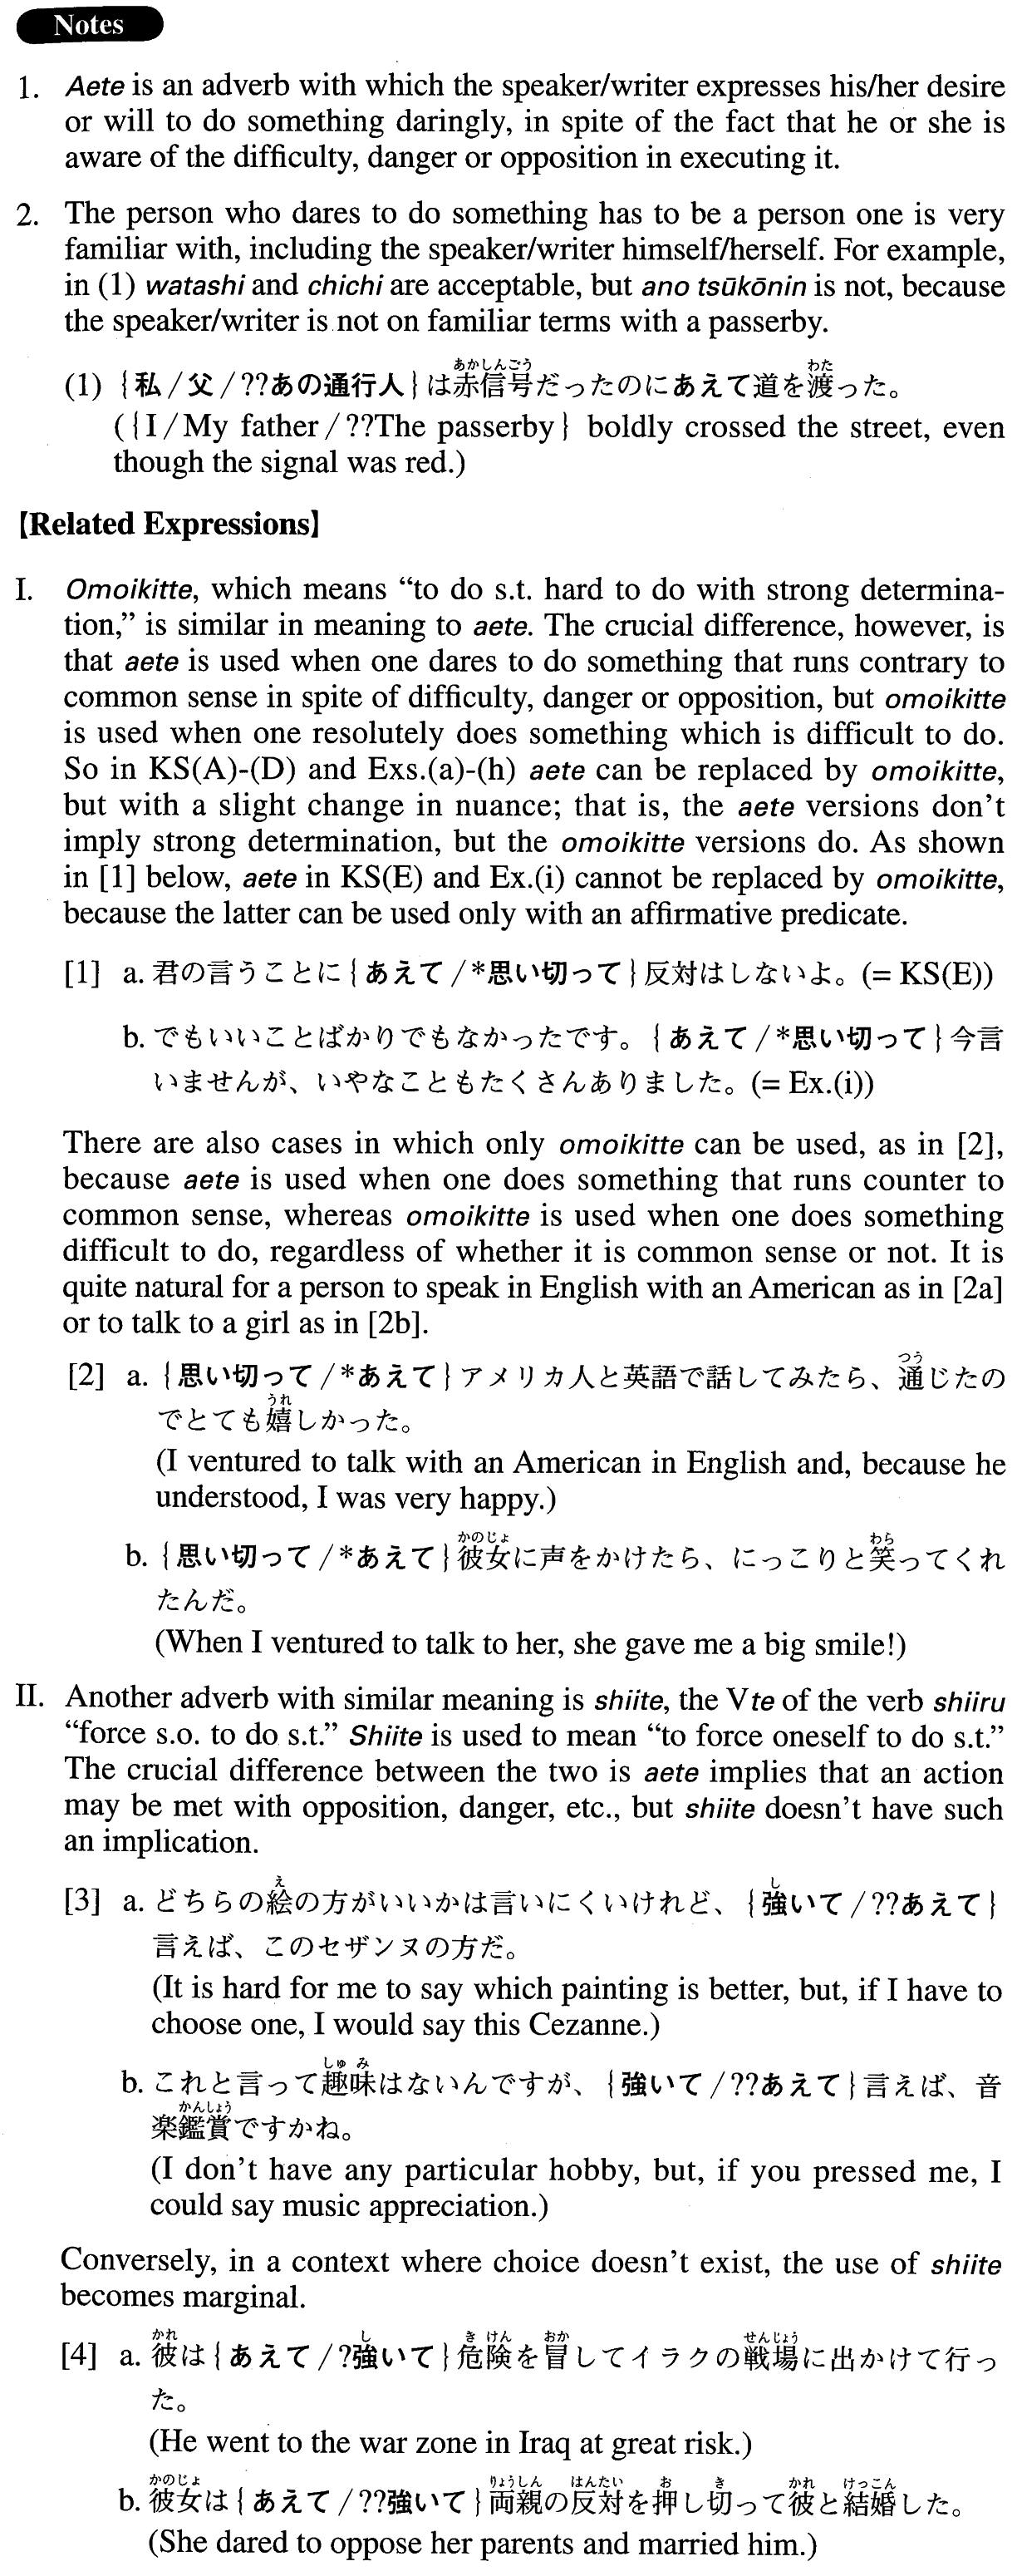 Notes
1. Aete is an adverb with which the speaker/writer expresses his/her desire
or will to do something daringly, in spite of the fact that he or she is
aware of the difficulty, danger or opposition in executing it.
2. The person who dares to do something has to be a person one is very
familiar with, including the speaker/writer himself/herself. For example,
in (1) watashi and chichi are acceptable, but ano tsūkōnin is not, because
the speaker/writer is not on familiar terms with a passerby.
あかしんごう わた
(1) {私/父/??あの通行人}は赤信号だったのにあえて道を渡った。
({I/My father/??The passerby} boldly crossed the street, even
though the signal was red.)
【Related Expressions】
I. Omoikitte, which means “to do s.t. hard to do with strong determina-
tion,” is similar in meaning to aete. The crucial difference, however, is
that aete is used when one dares to do something that runs contrary to
common sense in spite of difficulty, danger or opposition, but omoikitte
is used when one resolutely does something which is difficult to do.
So in KS(A)-(D) and Exs.(a)-(h) aete can be replaced by omoikitte,
but with a slight change in nuance; that is, the aete versions don’t
imply strong determination, but the omoikitte versions do. As shown
in [1] below, aete in KS(E) and Ex.(i) cannot be replaced by omoikitte,
because the latter can be used only with an affirmative predicate.
[1] a. 君の言うことに{あえて/*思い切って}反対はしないよ。(= KS(E))
b. でもいいことばかりでもなかったです。{あえて/*思い切って}今言
いませんが、いやなこともたくさんありました。(= Ex.(i))
There are also cases in which only omoikitte can be used, as in [2],
because aete is used when one does something that runs counter to
common sense, whereas omoikitte is used when one does something
difficult to do, regardless of whether it is common sense or not. It is
quite natural for a person to speak in English with an American as in [2a]
or to talk to a girl as in [2b].
つう
[2] a. {思い切って/*あえて}アメリカ人と英語で話してみたら、通じたの
うれ
でとても嬉しかった。
(I ventured to talk with an American in English and, because he
understood, I was very happy.)
かのじょ わら
b. {思い切って/*あえて}彼女に声をかけたら、にっこりと笑ってくれ
たんだ。
(When I ventured to talk to her, she gave me a big smile!)
II. Another adverb with similar meaning is shiite, the Vte of the verb shiiru
“force s.o. to do s.t.” Shiite is used to mean “to force oneself to do s.t.”
The crucial difference between the two is aete implies that an action
may be met with opposition, danger, etc., but shiite doesn’t have such
an implication.
え し
[3] a. どちらの絵の方がいいかは言いにくいけれど、{強いて/??あえて}
言えば、このセザンヌの方だ。
(It is hard for me to say which painting is better, but, if I have to
choose one, I would say this Cezanne.)
しゅ み
b. これと言って趣味はないんですが、{強いて/??あえて}言えば、音
かんしょう
楽鑑賞ですかね。
(I don’t have any particular hobby, but, if you pressed me, I
could say music appreciation.)
Conversely, in a context where choice doesn’t exist, the use of shiite
becomes marginal.
かれ し き けん おか せんじょう
[4] a. 彼は{あえて/?強いて}危険を冒してイラクの戦場に出かけて行っ
た。
(He went to the war zone in Iraq at great risk.)
かのじょ りょうしん はんたい お き かれ けっこん
b. 彼女は{あえて/??強いて}両親の反対を押し切って彼と結婚した。
(She dared to oppose her parents and married him.)